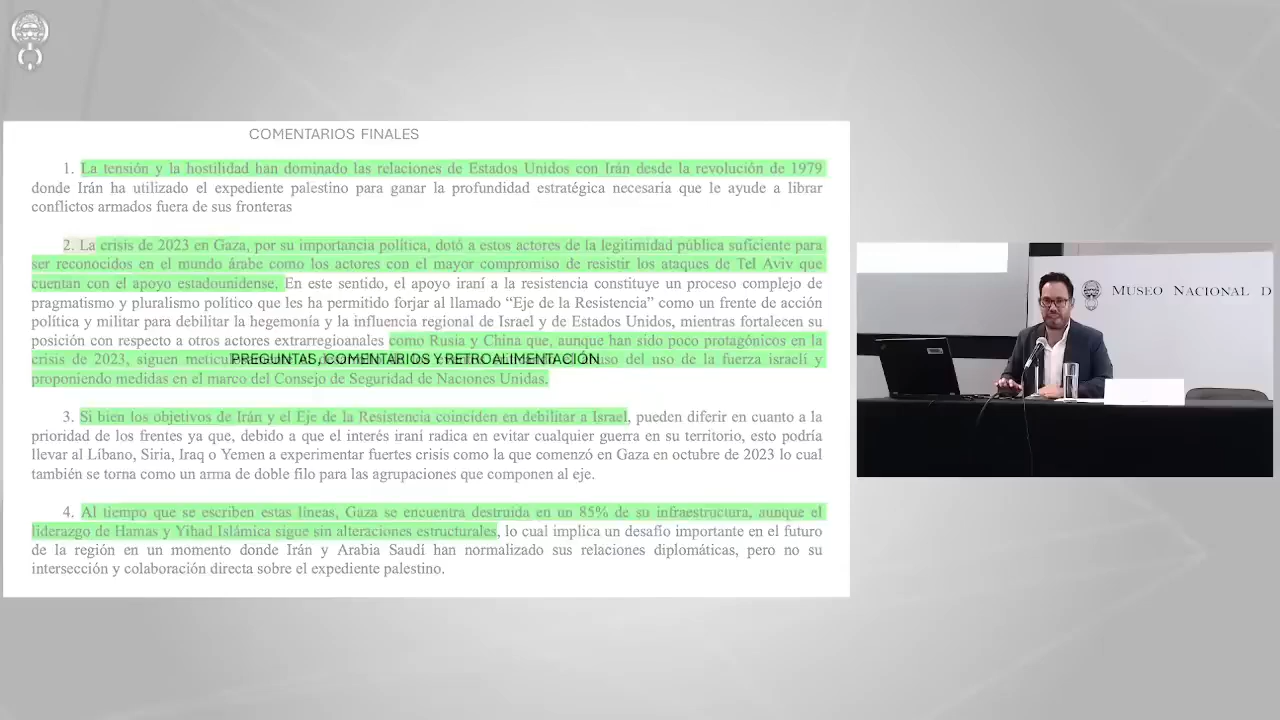 COMENTARIOS FINALES
1. La tensión y la hostilidad han dominado las relaciones de Estados Unidos con Irán desde la revolución de 1979
donde Irán ha utilizado el expediente palestino para ganar la profundidad estratégica necesaria que le ayude a librar
conflictos armados fuera de sus fronteras
2. La crisis de 2023 en Gaza, por su importancia política, dotó a estos actores de la legitimidad pública suficiente para
ser reconocidos en el mundo árabe como los actores con el mayor compromiso de resistir los ataques de Tel Aviv que
cuentan con el apoyo estadounidense. En este sentido, el apoyo iraní a la resistencia constituye un proceso complejo de
pragmatismo y pluralismo político que les ha permitido forjar al llamado “Eje de la Resistencia” como un frente de acción
política y militar para debilitar la hegemonía y la influencia regional de Israel y de Estados Unidos, mientras fortalecen su
posición con respecto a otros actores extrarregionales como Rusia y China que, aunque han sido poco protagónicos en la
crisis de 2023, siguen del uso de la fuerza israelí y
PREGUNTAS, COMENTARIOS Y RETROALIMENTACIÓN
proponiendo medidas en el marco del Consejo de Seguridad de Naciones Unidas.
3. Si bien los objetivos de Irán y el Eje de la Resistencia coinciden en debilitar a Israel, pueden diferir en cuanto a la
prioridad de los frentes ya que, debido a que el interés iraní radica en evitar cualquier guerra en su territorio, esto podría
llevar al Líbano, Siria, Iraq o Yemen a experimentar fuertes crisis como la que comenzó en Gaza en octubre de 2023 lo cual
también se torna como un arma de doble filo para las agrupaciones que componen al eje.
4. Al tiempo que se escriben estas líneas, Gaza se encuentra destruida en un 85% de su infraestructura, aunque el
liderazgo de Hamas y Yihad Islámica sigue sin alteraciones estructurales, lo cual implica un desafío importante en el futuro
de la región en un momento donde Irán y Arabia Saudí han normalizado sus relaciones diplomáticas, pero no su
intersección y colaboración directa sobre el expediente palestino.
MUSEO NACIONAL D